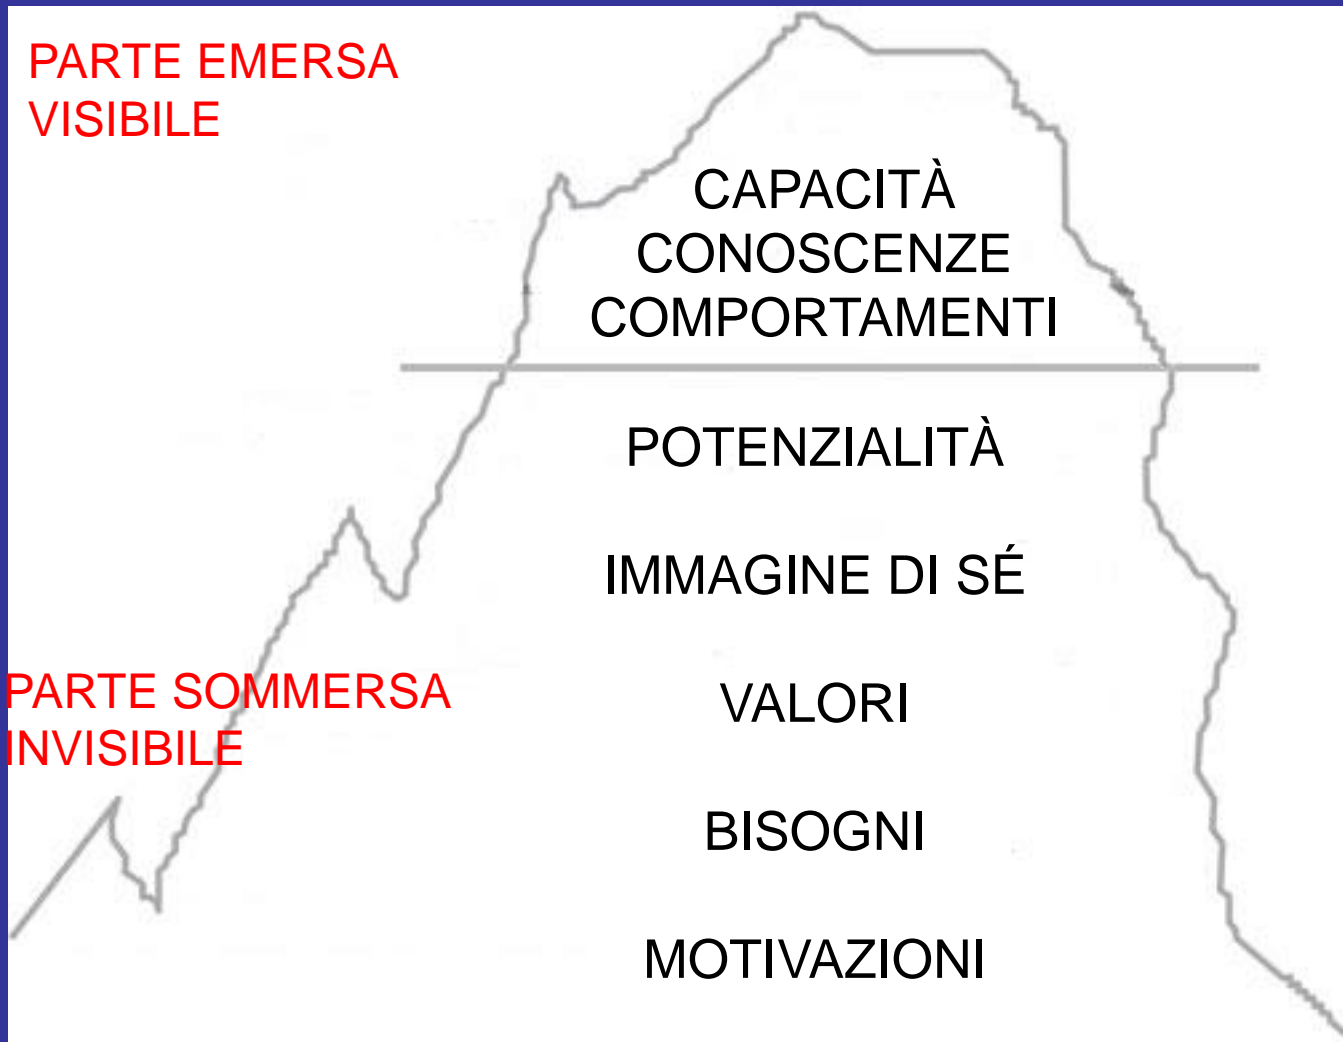 PARTE EMERSA
VISIBILE
CAPACITÀ
CONOSCENZE
COMPORTAMENTI
POTENZIALITÀ
IMMAGINE DI SÉ
PARTE SOMMERSA
INVISIBILE
VALORI
BISOGNI
MOTIVAZIONI